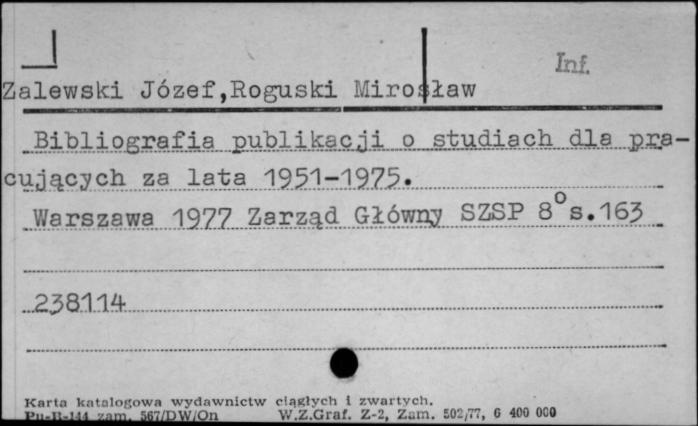 Inf.
Zalewski Józef,Roguski Mirosław
Bibliografia publikacji o studiach dla pra-
cujących za lata 1951-1975.
Warszawa 1977 Zarząd Główny SZSP 8° s.163
238114
Karta katalogowa wydawnictw ciągłych i zwartych.
Pu-B-144 zam. 567/DW/On W.Z.Graf. Z-2, Zam. 502/77, 6 400 000